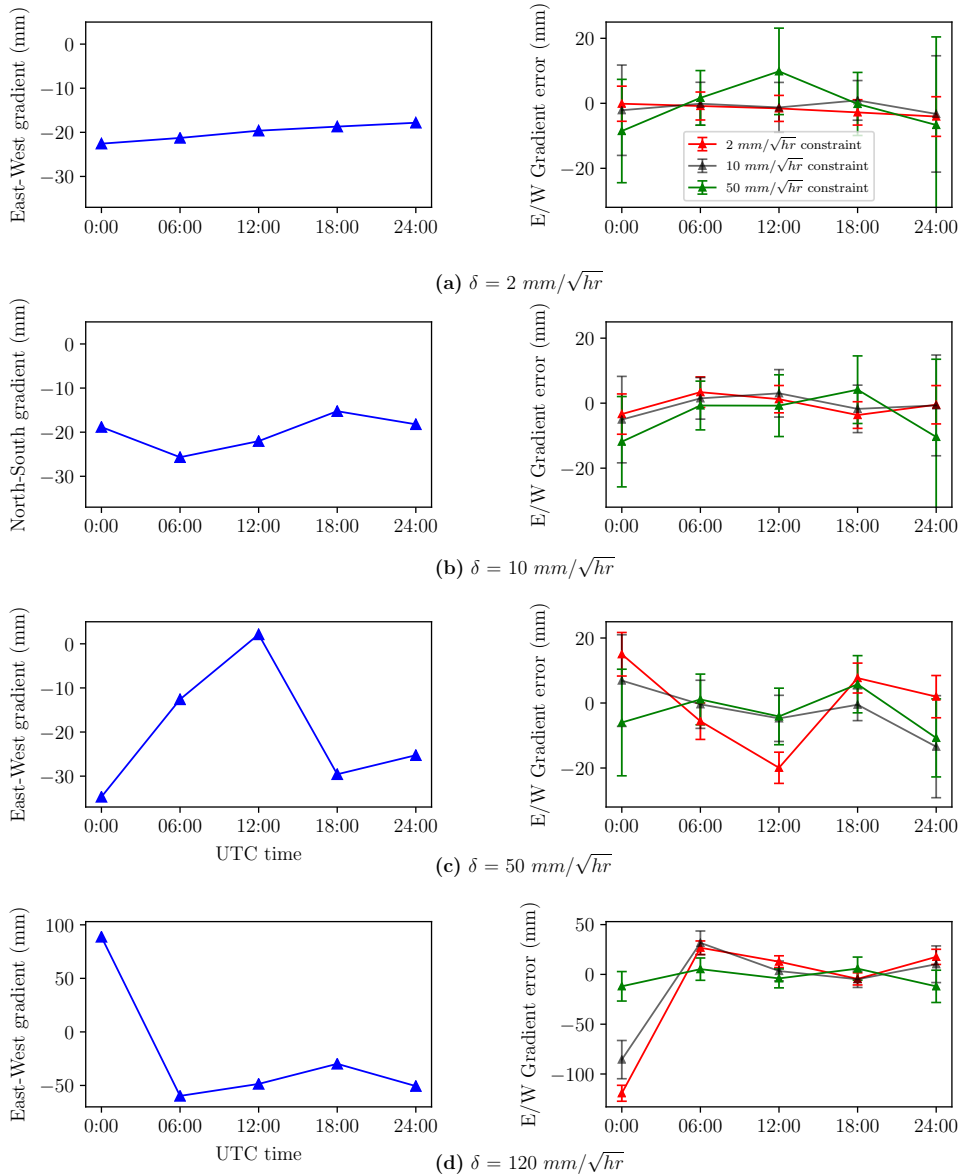 East-West gradient (mm)
0
−10
−20
−30
0:00 06:00 12:00 18:00 24:00
E/W Gradient error (mm)
20
0
−20
2 mm/√hr constraint
10 mm/√hr constraint
50 mm/√hr constraint
0:00 06:00 12:00 18:00 24:00
(a) δ = 2 mm/√hr
North-South gradient (mm)
0
−10
−20
−30
0:00 06:00 12:00 18:00 24:00
E/W Gradient error (mm)
20
0
−20
0:00 06:00 12:00 18:00 24:00
(b) δ = 10 mm/√hr
East-West gradient (mm)
0
−10
−20
−30
0:00 06:00 12:00 18:00 24:00
UTC time
E/W Gradient error (mm)
20
0
−20
0:00 06:00 12:00 18:00 24:00
(c) δ = 50 mm/√hr
East-West gradient (mm)
100
50
0
−50
0:00 06:00 12:00 18:00 24:00
UTC time
E/W Gradient error (mm)
50
0
−50
−100
0:00 06:00 12:00 18:00 24:00
(d) δ = 120 mm/√hr